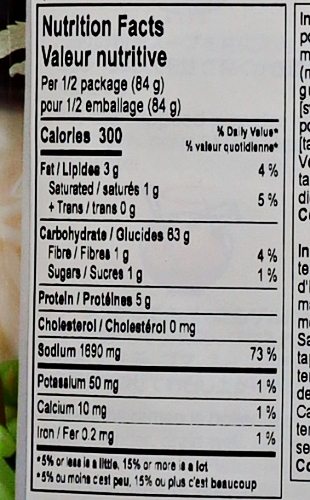 Nutrition Facts
Valeur nutritive
Per 1/2 package (84 g)
pour 1/2 emballage (84 g)
Calories 300
% Daily Value*
% valeur quotidienne*
Fat / Lipides 3 g 4 %
Saturated / saturés 1 g
+ Trans / trans 0 g 5 %
Carbohydrate / Glucides 63 g
Fibre / Fibres 1 g 4 %
Sugars / Sucres 1 g 1 %
Protein / Protéines 5 g
Cholesterol / Cholestérol 0 mg
Sodium 1690 mg 73 %
Potassium 50 mg 1 %
Calcium 10 mg 1 %
Iron / Fer 0.2 mg 1 %
*5% or less is a little, 15% or more is a lot
*5% ou moins c'est peu, 15% ou plus c'est beaucoup